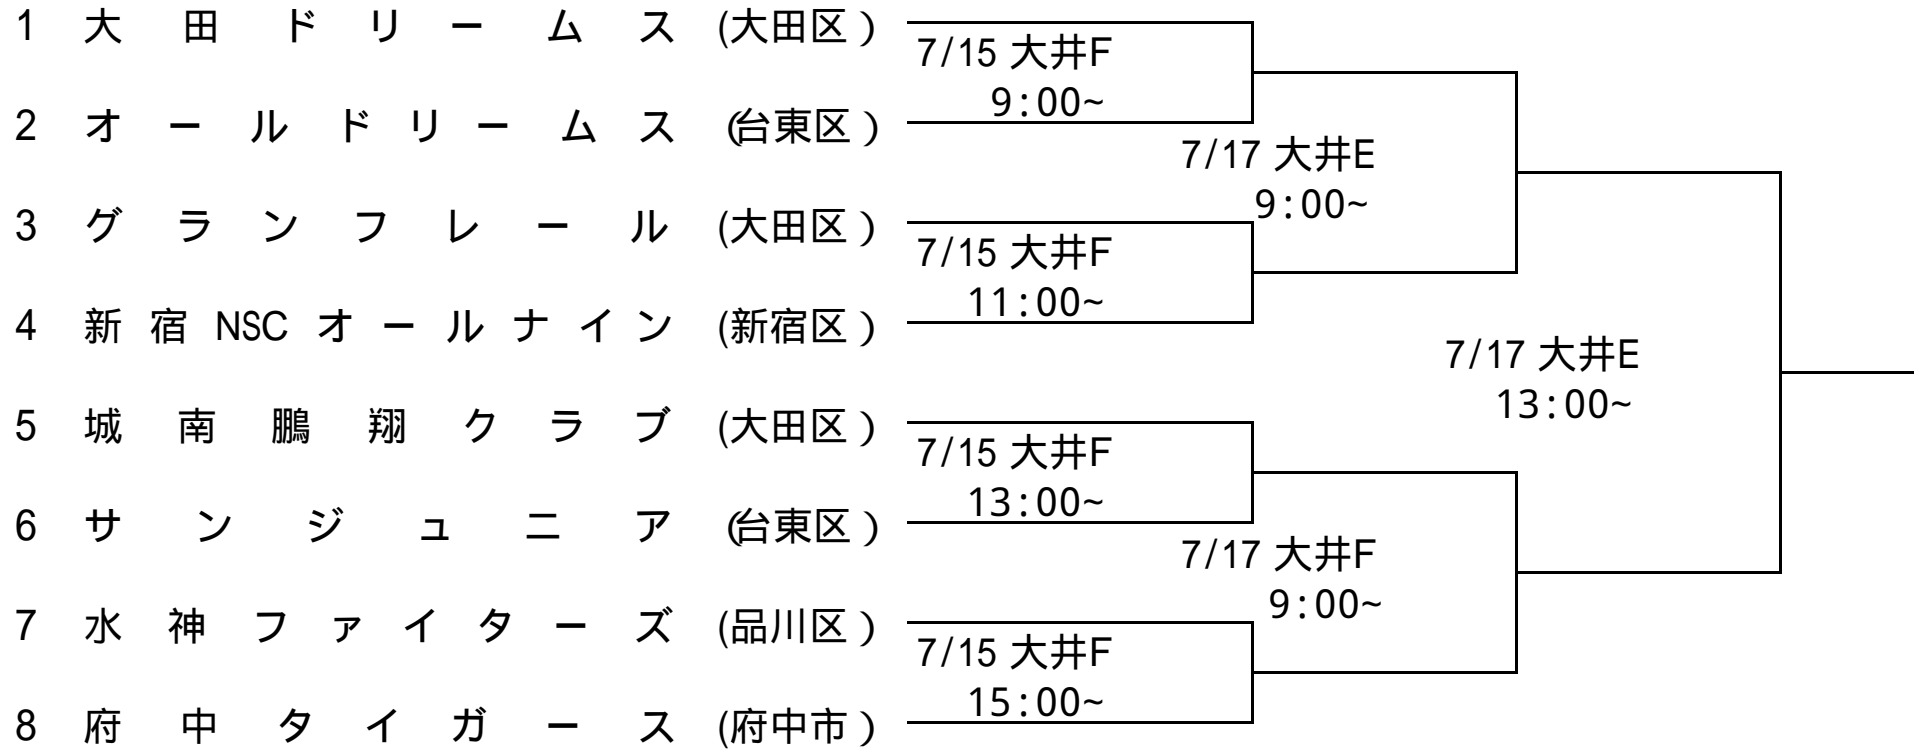 1 大田ドリームス (大田区)
7/15 大井F
9:00~
2 オールドリームス (台東区)
7/17 大井E
9:00~
3 グランフレール (大田区)
7/15 大井F
11:00~
4 新宿NSCオールナイン (新宿区)
7/17 大井E
13:00~
5 城南鵬翔クラブ (大田区)
7/15 大井F
13:00~
6 サンジュニア (台東区)
7/17 大井F
9:00~
7 水神ファイターズ (品川区)
7/15 大井F
15:00~
8 府中タイガース (府中市)